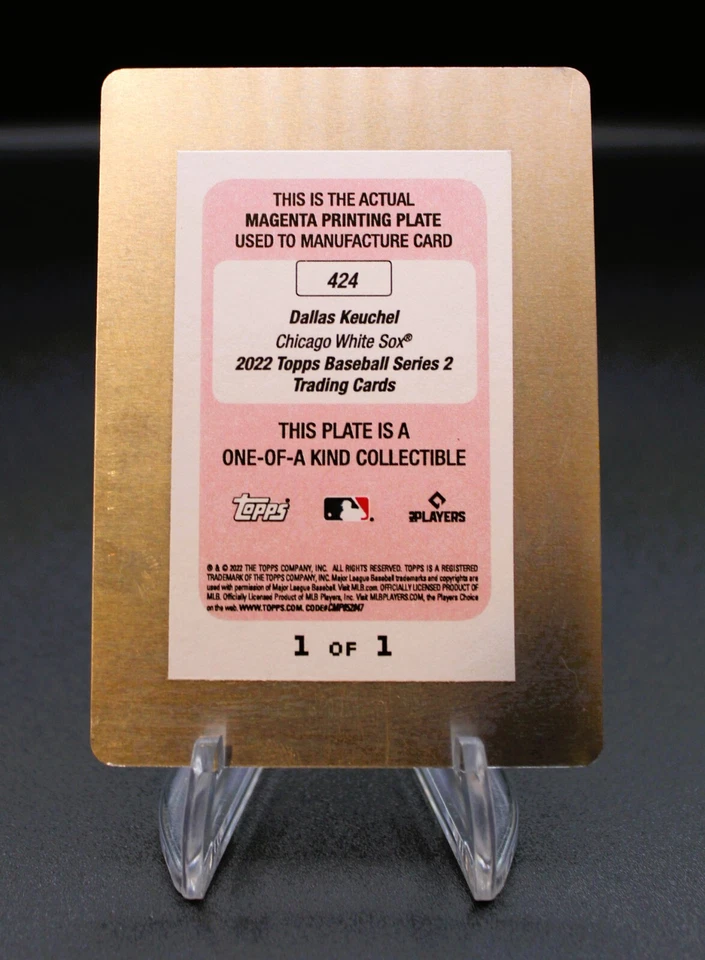 THIS IS THE ACTUAL
MAGENTA PRINTING PLATE
USED TO MANUFACTURE CARD
424
Dallas Keuchel
Chicago White Sox®
2022 Topps Baseball Series 2
Trading Cards
THIS PLATE IS A
ONE-OF-A KIND COLLECTIBLE
Topps® PLAYERS
® & © 2022 THE TOPPS COMPANY, INC. ALL RIGHTS RESERVED. TOPPS IS A REGISTERED
TRADEMARK OF THE TOPPS COMPANY, INC. Major League Baseball trademarks and copyrights are
used with permission of Major League Baseball. Visit MLB.com. OFFICIALLY LICENSED PRODUCT OF
MLB. Officially Licensed Product of MLB Players, Inc. Visit MLBPLAYERS.COM, the Players Choice
on the web. WWW.TOPPS.COM. CODE#CMP052847
1 OF 1